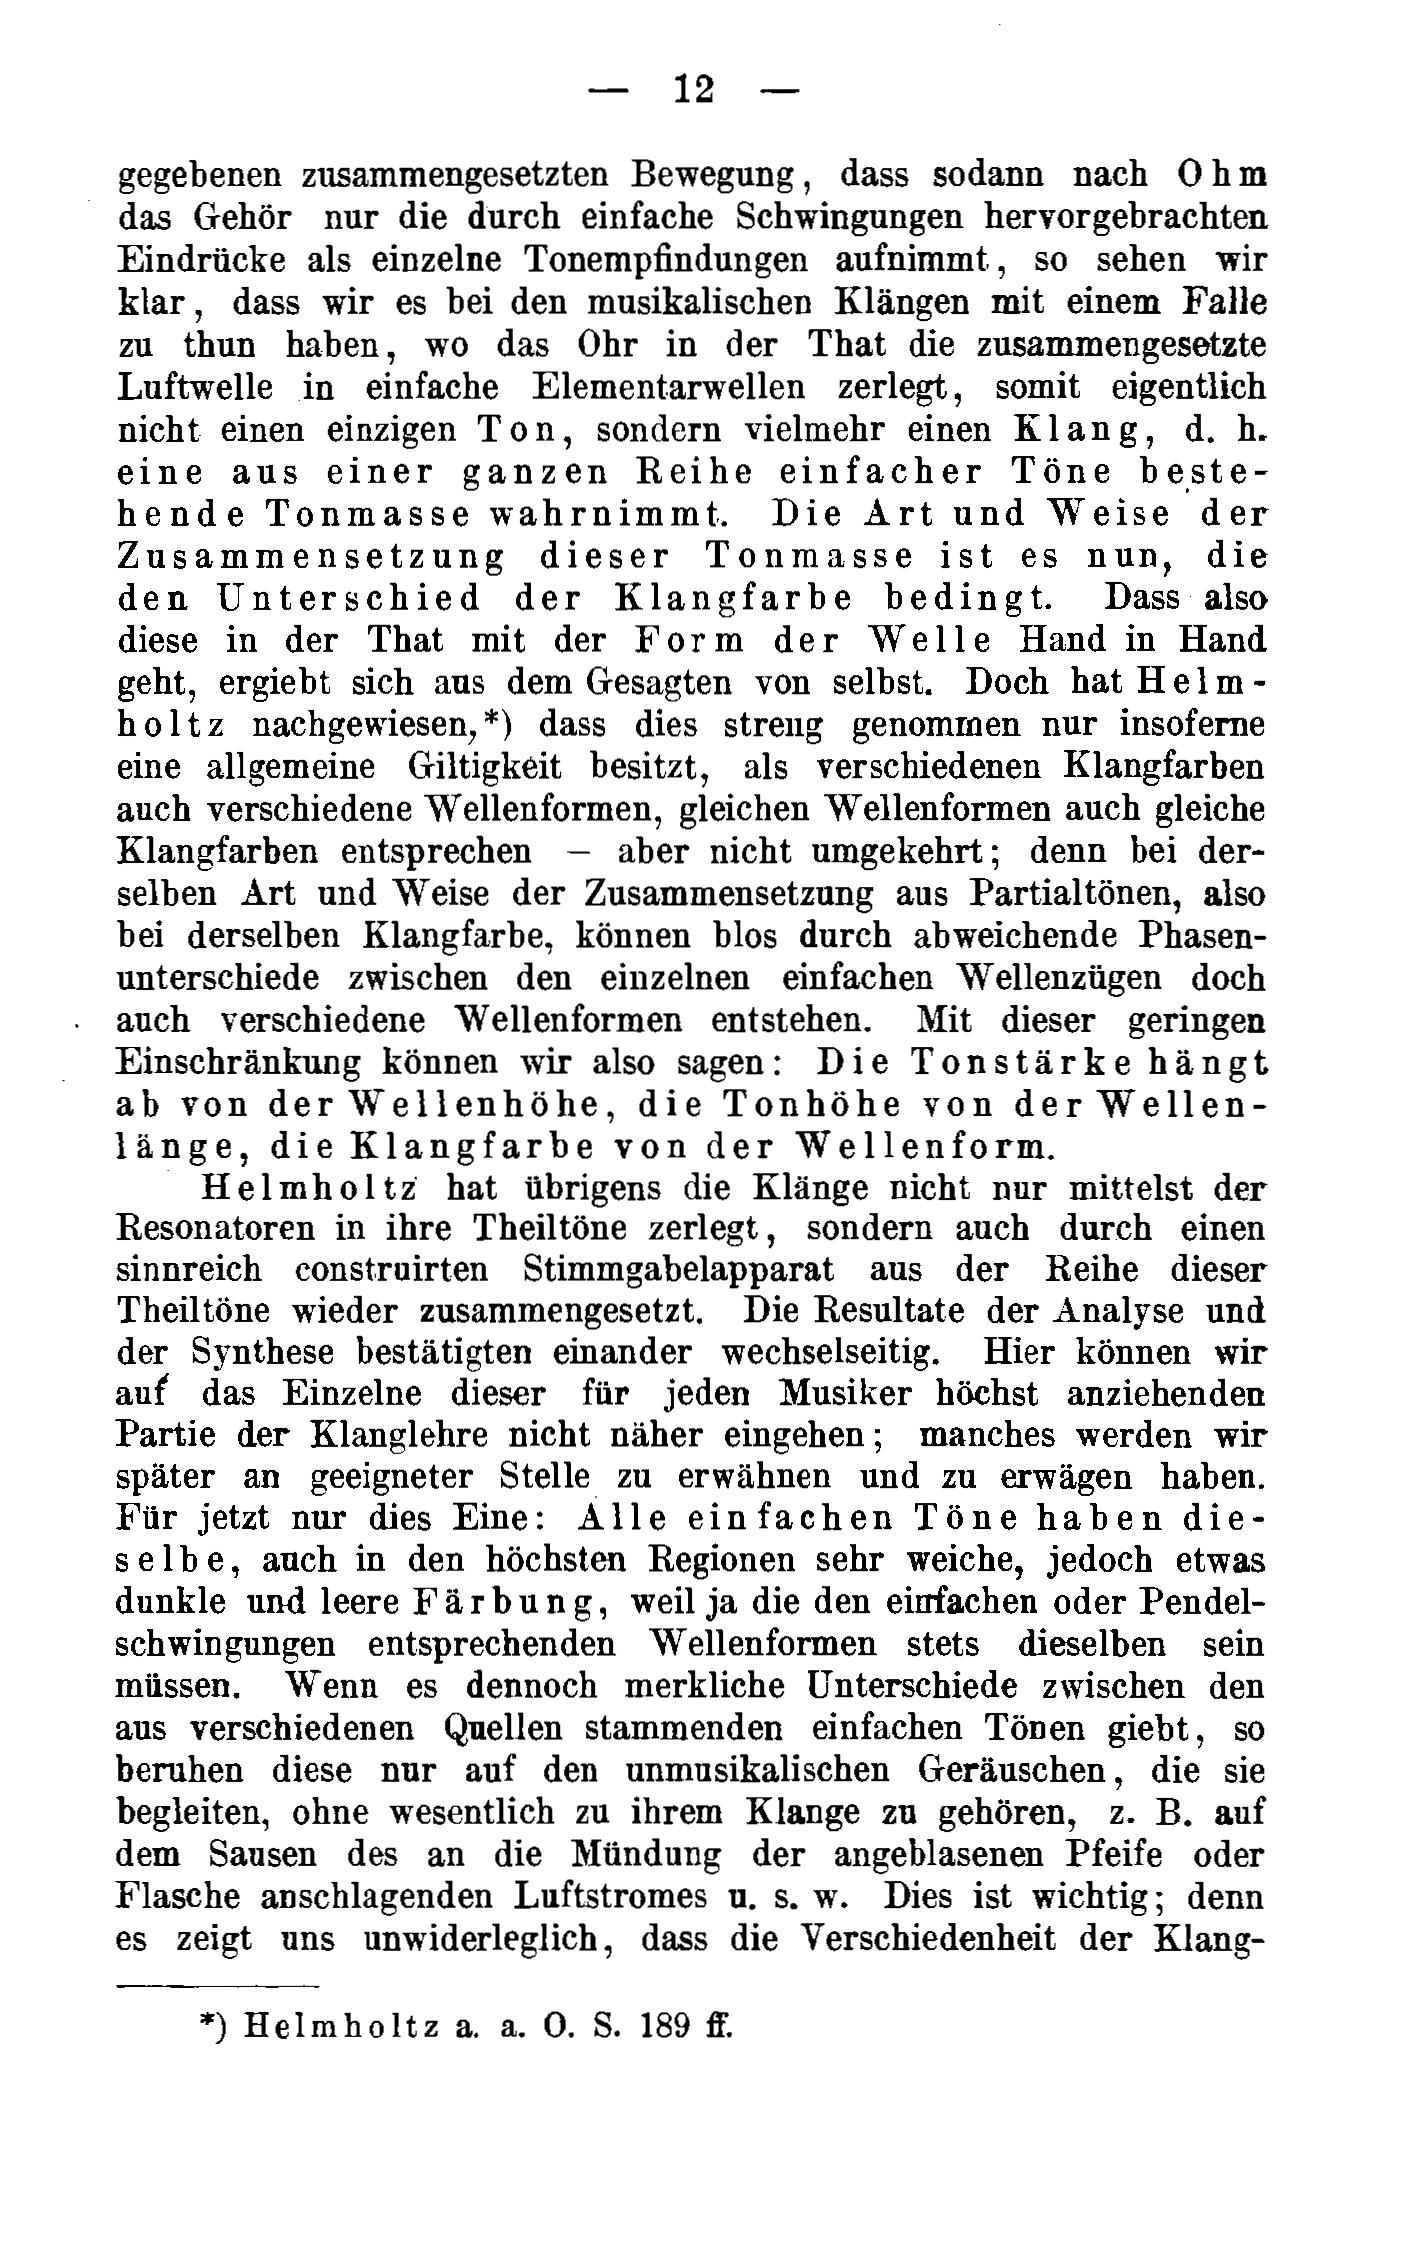 — 12 —
gegebenen zusammengesetzten Bewegung, dass sodann nach Ohm
das Gehör nur die durch einfache Schwingungen hervorgebrachten
Eindrücke als einzelne Tonempfindungen aufnimmt, so sehen wir
klar, dass wir es bei den musikalischen Klängen mit einem Falle
zu thun haben, wo das Ohr in der That die zusammengesetzte
Luftwelle in einfache Elementarwellen zerlegt, somit eigentlich
nicht einen einzigen Ton, sondern vielmehr einen Klang, d. h.
eine aus einer ganzen Reihe einfacher Töne beste-
hende Tonmasse wahrnimmt. Die Art und Weise der
Zusammensetzung dieser Tonmasse ist es nun, die
den Unterschied der Klangfarbe bedingt. Dass also
diese in der That mit der Form der Welle Hand in Hand
geht, ergiebt sich aus dem Gesagten von selbst. Doch hat Helm-
holtz nachgewiesen,*) dass dies streng genommen nur insoferne
eine allgemeine Giltigkeit besitzt, als verschiedenen Klangfarben
auch verschiedene Wellenformen, gleichen Wellenformen auch gleiche
Klangfarben entsprechen — aber nicht umgekehrt; denn bei der-
selben Art und Weise der Zusammensetzung aus Partialtönen, also
bei derselben Klangfarbe, können blos durch abweichende Phasen-
unterschiede zwischen den einzelnen einfachen Wellenzügen doch
auch verschiedene Wellenformen entstehen. Mit dieser geringen
Einschränkung können wir also sagen: Die Tonstärke hängt
ab von der Wellenhöhe, die Tonhöhe von der Wellen-
länge, die Klangfarbe von der Wellenform.
Helmholtz hat übrigens die Klänge nicht nur mittelst der
Resonatoren in ihre Theiltöne zerlegt, sondern auch durch einen
sinnreich construirten Stimmgabelapparat aus der Reihe dieser
Theiltöne wieder zusammengesetzt. Die Resultate der Analyse und
der Synthese bestätigten einander wechselseitig. Hier können wir
auf das Einzelne dieser für jeden Musiker höchst anziehenden
Partie der Klanglehre nicht näher eingehen; manches werden wir
später an geeigneter Stelle zu erwähnen und zu erwägen haben.
Für jetzt nur dies Eine: Alle einfachen Töne haben die-
selbe, auch in den höchsten Regionen sehr weiche, jedoch etwas
dunkle und leere Färbung, weil ja die den einfachen oder Pendel-
schwingungen entsprechenden Wellenformen stets dieselben sein
müssen. Wenn es dennoch merkliche Unterschiede zwischen den
aus verschiedenen Quellen stammenden einfachen Tönen giebt, so
beruhen diese nur auf den unmusikalischen Geräuschen, die sie
begleiten, ohne wesentlich zu ihrem Klange zu gehören, z. B. auf
dem Sausen des an die Mündung der angeblasenen Pfeife oder
Flasche anschlagenden Luftstromes u. s. w. Dies ist wichtig; denn
es zeigt uns unwiderleglich, dass die Verschiedenheit der Klang-
*) Helmholtz a. a. O. S. 189 ff.